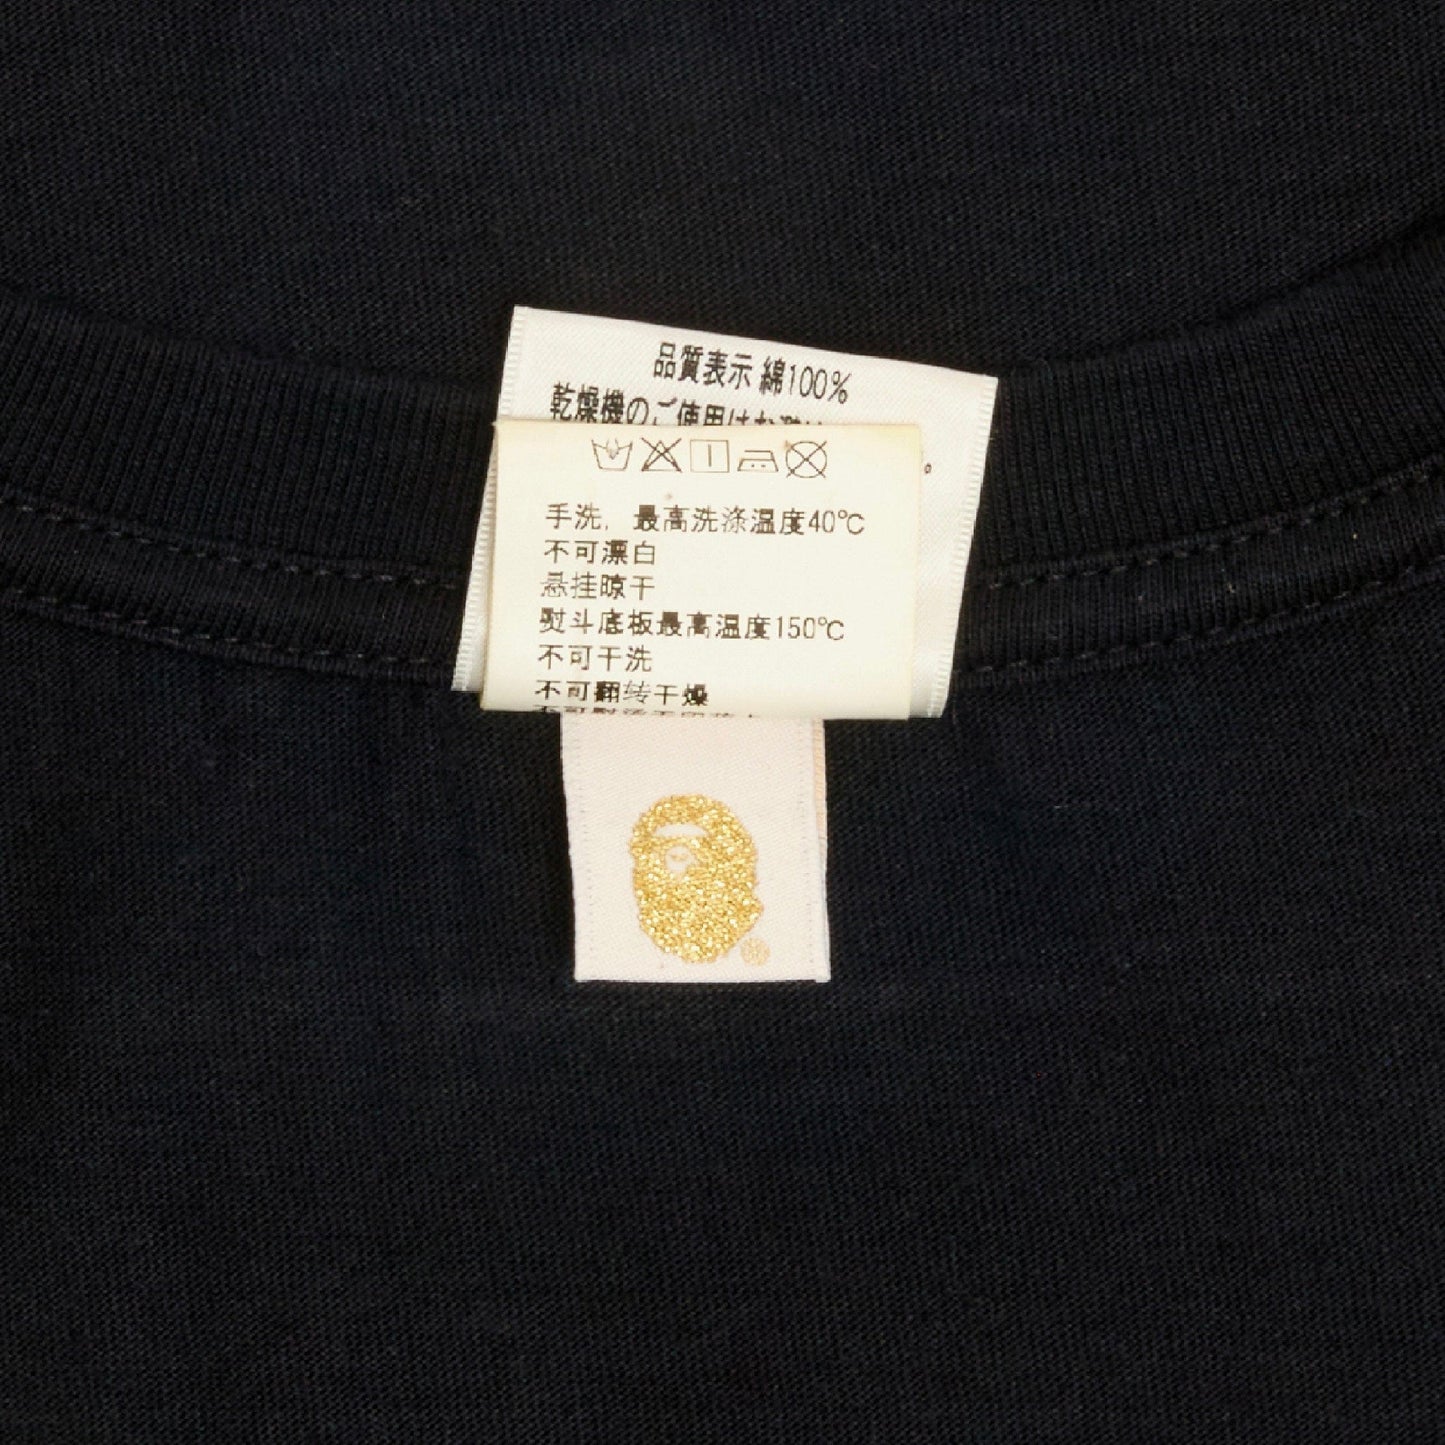 品質表示 綿100%
乾燥機のご使用はお避け
手洗，最高洗涤温度40℃
不可漂白
悬挂晾干
熨斗底板最高温度150℃
不可干洗
不可翻转干燥